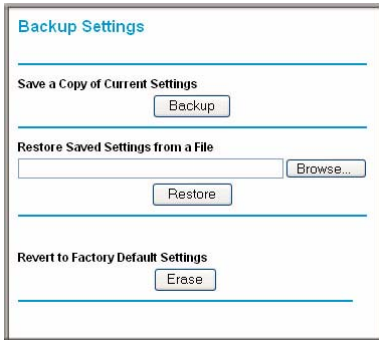 Backup Settings
Save a Copy of Current Settings
Backup
Restore Saved Settings from a File
Browse...
Restore
Revert to Factory Default Settings
Erase